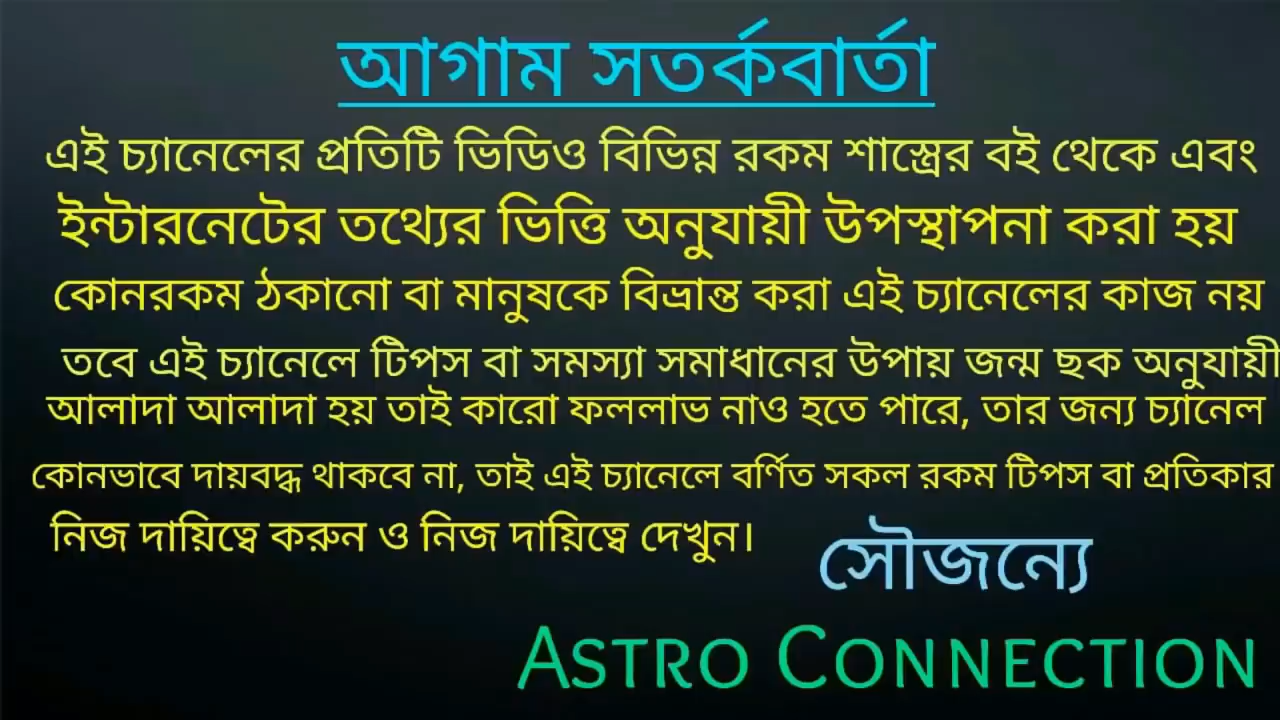 আগাম সতর্কবার্তা
এই চ্যানেলের প্রতিটি ভিডিও বিভিন্ন রকম শাস্ত্রের বই থেকে এবং
ইন্টারনেটের তথ্যের ভিত্তি অনুযায়ী উপস্থাপনা করা হয়
কোনরকম ঠকানো বা মানুষকে বিভ্রান্ত করা এই চ্যানেলের কাজ নয়
তবে এই চ্যানেলে টিপস বা সমস্যা সমাধানের উপায় জন্ম ছক অনুযায়ী
আলাদা আলাদা হয় তাই কারো ফললাভ নাও হতে পারে, তার জন্য চ্যানেল
কোনভাবে দায়বদ্ধ থাকবে না, তাই এই চ্যানেলে বর্ণিত সকল রকম টিপস বা প্রতিকার
নিজ দায়িত্বে করুন ও নিজ দায়িত্বে দেখুন।
সৌজন্যে
ASTRO CONNECTION